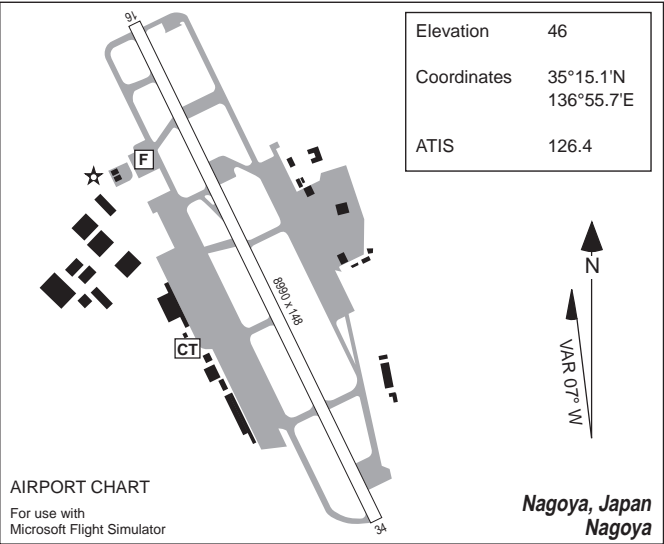 16
Elevation 46
Coordinates 35°15.1'N
136°55.7'E
ATIS 126.4
F
N
8990 x 148
VAR 07° W
CT
AIRPORT CHART
For use with
Microsoft Flight Simulator
34
Nagoya, Japan
Nagoya